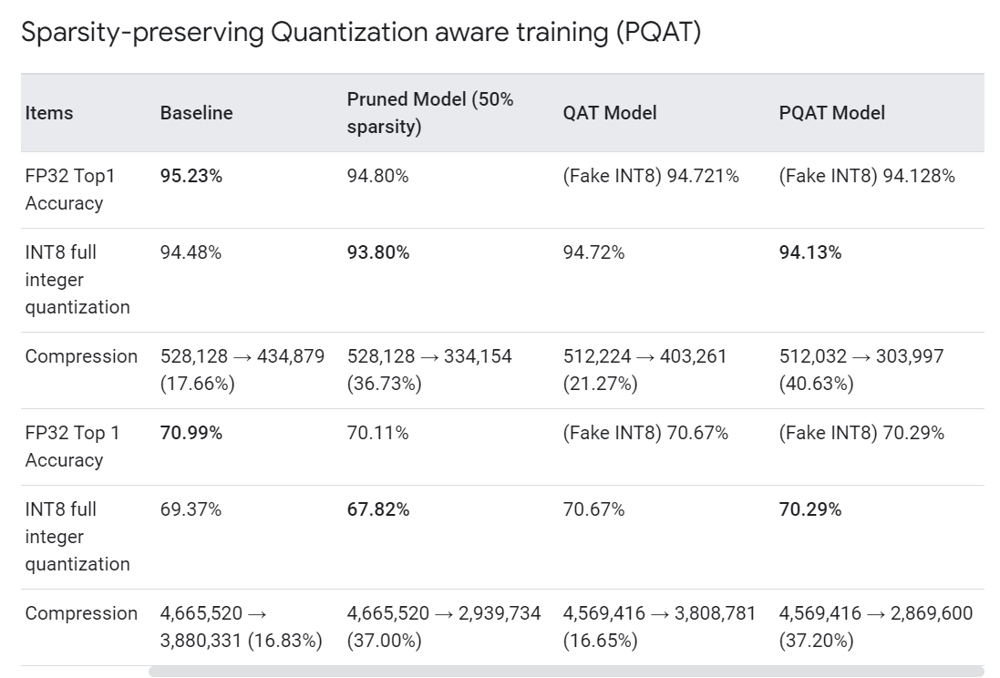 Sparsity-preserving Quantization aware training (PQAT)
Items Baseline Pruned Model (50% sparsity) QAT Model PQAT Model
FP32 Top1 Accuracy 95.23% 94.80% (Fake INT8) 94.721% (Fake INT8) 94.128%
INT8 full integer quantization 94.48% 93.80% 94.72% 94.13%
Compression 528,128 → 434,879 (17.66%) 528,128 → 334,154 (36.73%) 512,224 → 403,261 (21.27%) 512,032 → 303,997 (40.63%)
FP32 Top 1 Accuracy 70.99% 70.11% (Fake INT8) 70.67% (Fake INT8) 70.29%
INT8 full integer quantization 69.37% 67.82% 70.67% 70.29%
Compression 4,665,520 → 3,880,331 (16.83%) 4,665,520 → 2,939,734 (37.00%) 4,569,416 → 3,808,781 (16.65%) 4,569,416 → 2,869,600 (37.20%)